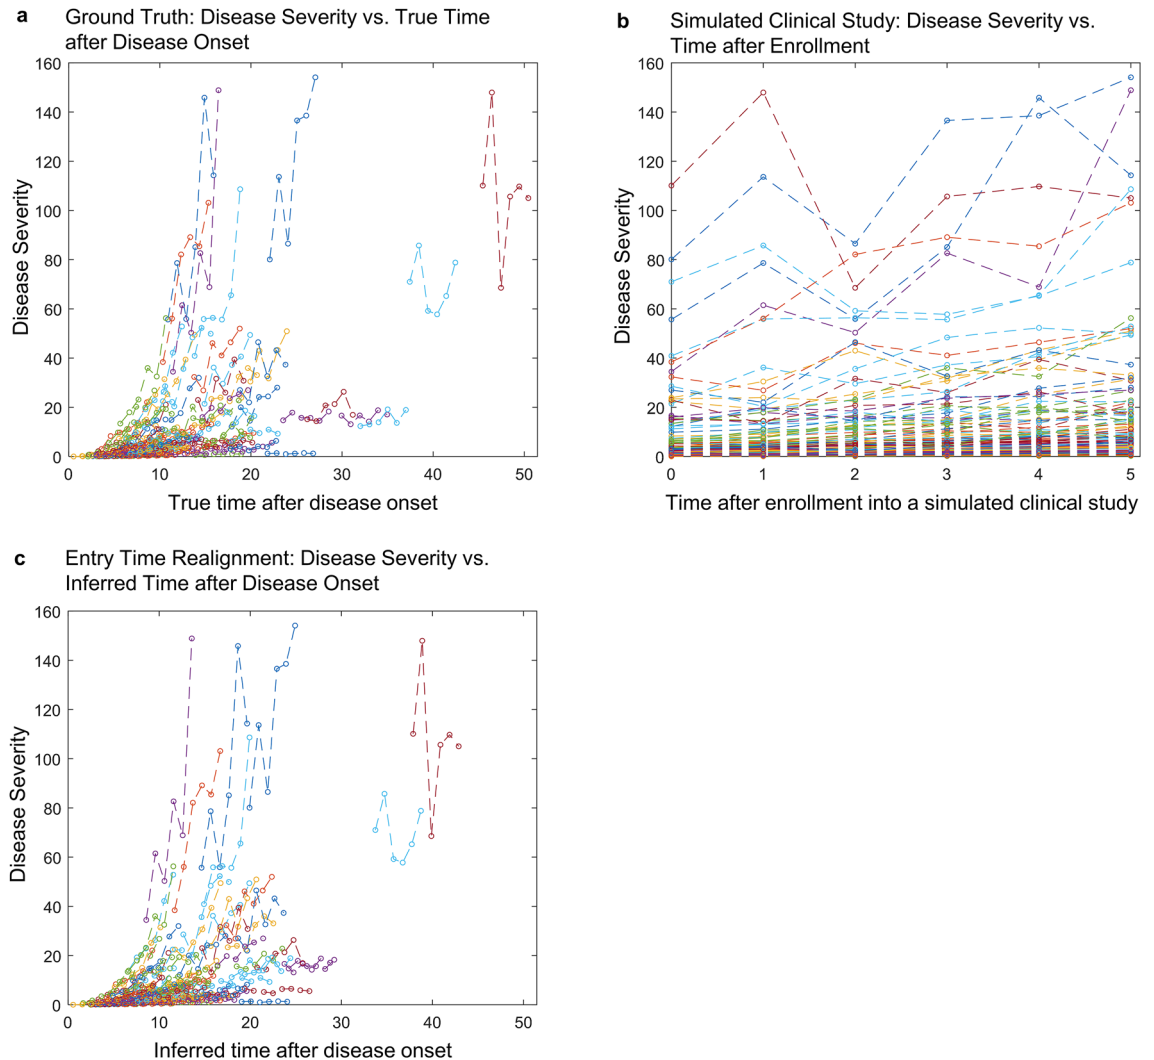 a
Ground Truth: Disease Severity vs. True Time
after Disease Onset
160
140
120
100
80
60
40
20
0
Disease Severity
10
20
30
40
50
True time after disease onset
b
Simulated Clinical Study: Disease Severity vs.
Time after Enrollment
160
140
120
100
80
60
40
20
0
Disease Severity
0
1
2
3
4
5
Time after enrollment into a simulated clinical study
c
Entry Time Realignment: Disease Severity vs.
Inferred Time after Disease Onset
160
140
120
100
80
60
40
20
0
Disease Severity
0
10
20
30
40
50
Inferred time after disease onset